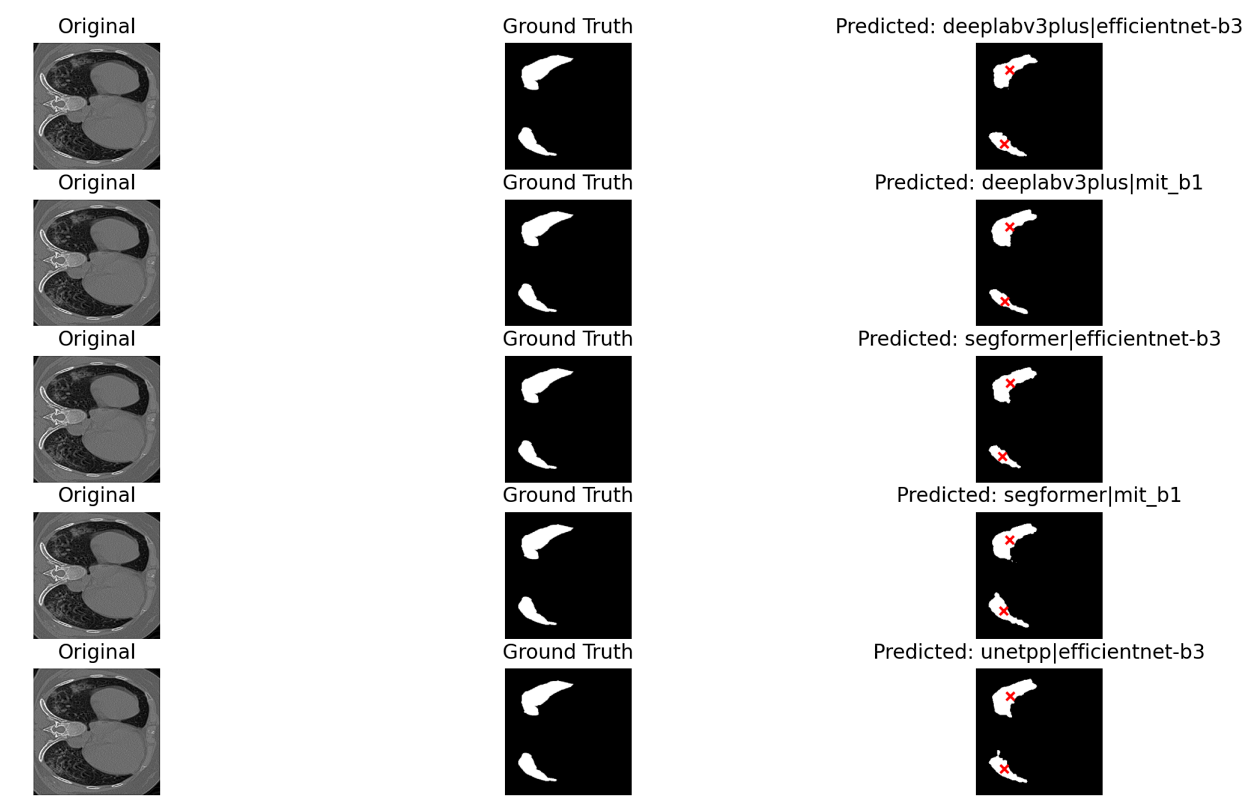 Original Ground Truth Predicted: deeplabv3plus|efficientnet-b3
Original Ground Truth Predicted: deeplabv3plus|mit_b1
Original Ground Truth Predicted: segformer|efficientnet-b3
Original Ground Truth Predicted: segformer|mit_b1
Original Ground Truth Predicted: unetpp|efficientnet-b3